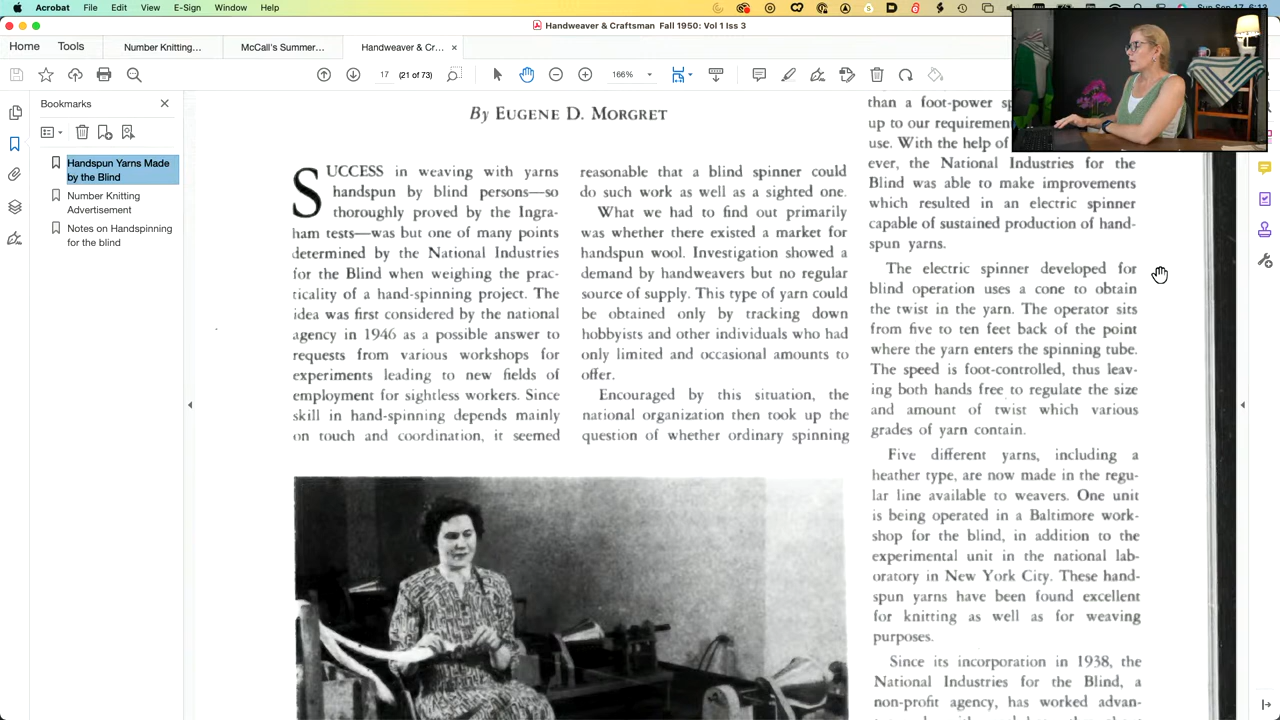 Acrobat File Edit View Sign Window Help
Handweaver & Craftsman Fall 1950: Vol 1 Iss 3
Home Tools Number Knitting... McCall's Summer... Handweaver & Cr... ×
17 (21 of 73) 166%
Bookmarks
Handspun Yarns Made
by the Blind
Number Knitting
Advertisement
Notes on Handspinning
for the blind
By EUGENE D. MORGRET
SUCCESS in weaving with yarns
handspun by blind persons—so
thoroughly proved by the Ingra-
ham tests—was but one of many points
determined by the National Industries
for the Blind when weighing the prac-
ticality of a hand-spinning project. The
idea was first considered by the national
agency in 1946 as a possible answer to
requests from various workshops for
experiments leading to new fields of
employment for sightless workers. Since
skill in hand-spinning depends mainly
on touch and coordination, it seemed
reasonable that a blind spinner could
do such work as well as a sighted one.
What we had to find out primarily
was whether there existed a market for
handspun wool. Investigation showed a
demand by handweavers but no regular
source of supply. This type of yarn could
be obtained only by tracking down
hobbyists and other individuals who had
only limited and occasional amounts to
offer.
Encouraged by this situation, the
national organization then took up the
question of whether ordinary spinning
than a foot-power
up to our requirement
use. With the help of
ever, the National Industries for the
Blind was able to make improvements
which resulted in an electric spinner
capable of sustained production of hand-
spun yarns.
The electric spinner developed for
blind operation uses a cone to obtain
the twist in the yarn. The operator sits
from five to ten feet back of the point
where the yarn enters the spinning tube.
The speed is foot-controlled, thus leav-
ing both hands free to regulate the size
and amount of twist which various
grades of yarn contain.
Five different yarns, including a
heather type, are now made in the regu-
lar line available to weavers. One unit
is being operated in a Baltimore work-
shop for the blind, in addition to the
experimental unit in the national lab-
oratory in New York City. These hand-
spun yarns have been found excellent
for knitting as well as for weaving
purposes.
Since its incorporation in 1938, the
National Industries for the Blind, a
non-profit agency, has worked advan-